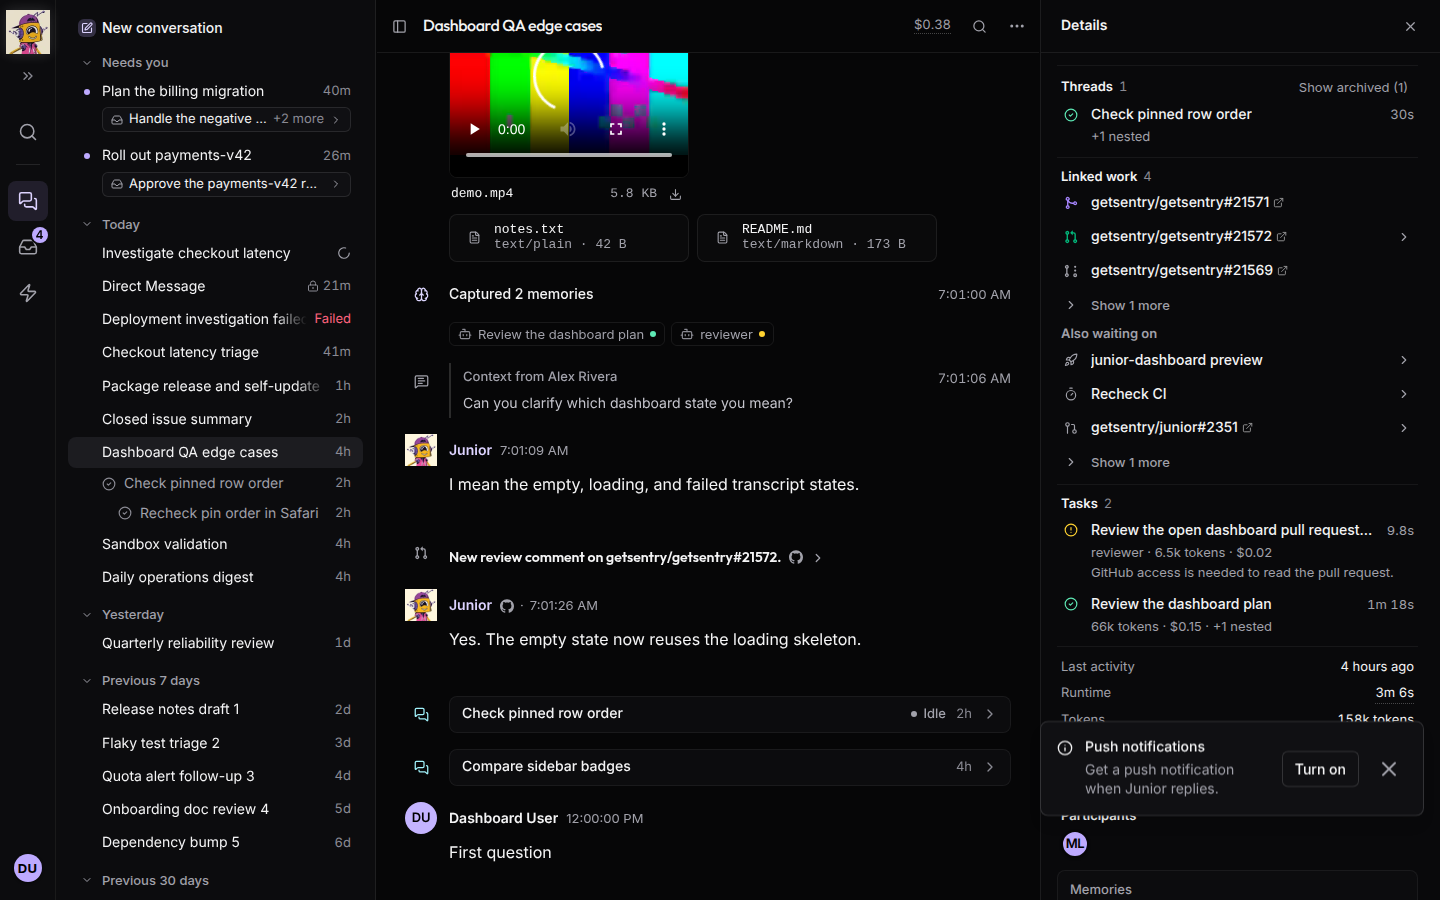 New conversation
Needs you
Plan the billing migration 40m
Handle the negative ... +2 more
Roll out payments-v42 26m
Approve the payments-v42 r...
Today
Investigate checkout latency
Direct Message 21m
Deployment investigation failed Failed
Checkout latency triage 41m
Package release and self-update 1h
Closed issue summary 2h
Dashboard QA edge cases 4h
Check pinned row order 2h
Recheck pin order in Safari 2h
Sandbox validation 4h
Daily operations digest 4h
Yesterday
Quarterly reliability review 1d
Previous 7 days
Release notes draft 1 2d
Flaky test triage 2 3d
Quota alert follow-up 3 4d
Onboarding doc review 4 5d
Dependency bump 5 6d
Previous 30 days
4
DU
Dashboard QA edge cases $0.38
0:00
demo.mp4 5.8 KB
notes.txt
text/plain · 42 B
README.md
text/markdown · 173 B
Captured 2 memories 7:01:00 AM
Review the dashboard plan reviewer
Context from Alex Rivera 7:01:06 AM
Can you clarify which dashboard state you mean?
Junior 7:01:09 AM
I mean the empty, loading, and failed transcript states.
New review comment on getsentry/getsentry#21572.
Junior · 7:01:26 AM
Yes. The empty state now reuses the loading skeleton.
Check pinned row order Idle 2h
Compare sidebar badges 4h
DU Dashboard User 12:00:00 PM
First question
Details
Threads 1 Show archived (1)
Check pinned row order 30s
+1 nested
Linked work 4
getsentry/getsentry#21571
getsentry/getsentry#21572
getsentry/getsentry#21569
Show 1 more
Also waiting on
junior-dashboard preview
Recheck CI
getsentry/junior#2351
Show 1 more
Tasks 2
Review the open dashboard pull request... 9.8s
reviewer · 6.5k tokens · $0.02
GitHub access is needed to read the pull request.
Review the dashboard plan 1m 18s
66k tokens · $0.15 · +1 nested
Last activity 4 hours ago
Runtime 3m 6s
Tokens 158k tokens
Push notifications
Get a push notification
when Junior replies.
Turn on
Participants
ML
Memories